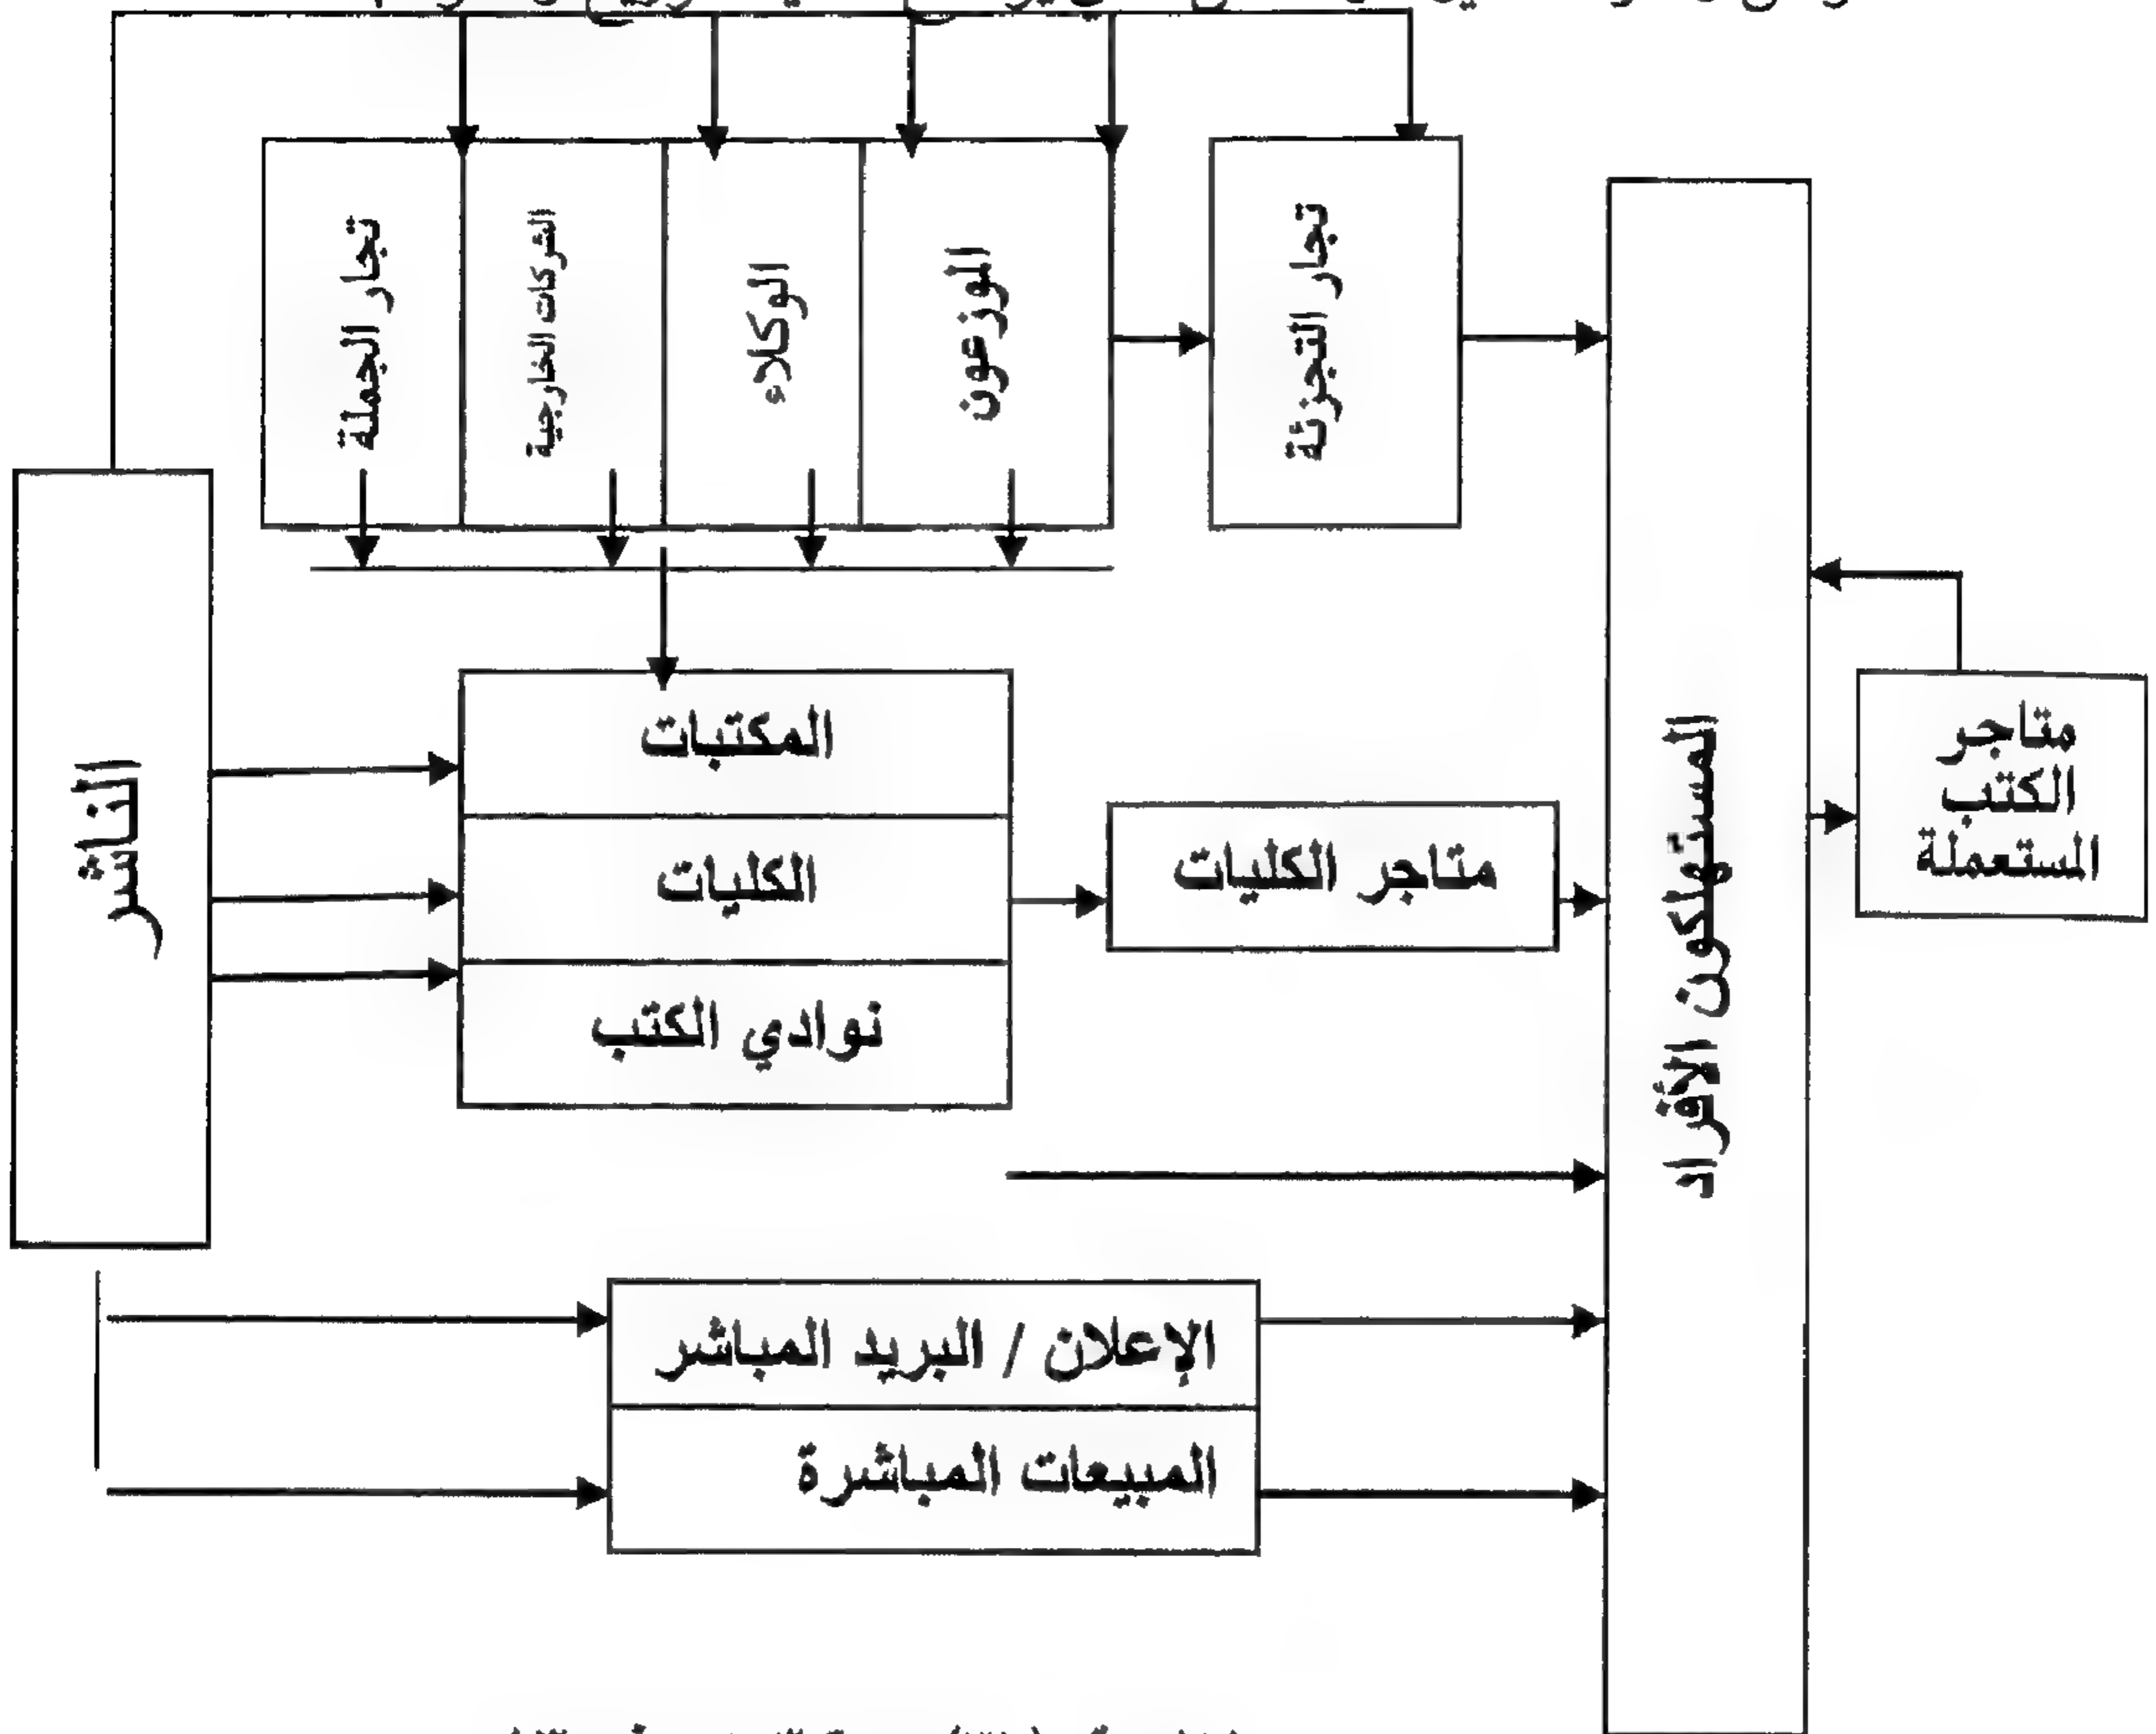 تجار الجملة
الشركات الخارجية
الوكلاء
الموزعون
تجار التجزئة
الناشر
المكتبات
الكليات
نوادي الكتب
متاجر الكليات
المستهلكون الأفراد
متاجر
الكتب
المستعملة
الإعلان / البريد المباشر
المبيعات المباشرة